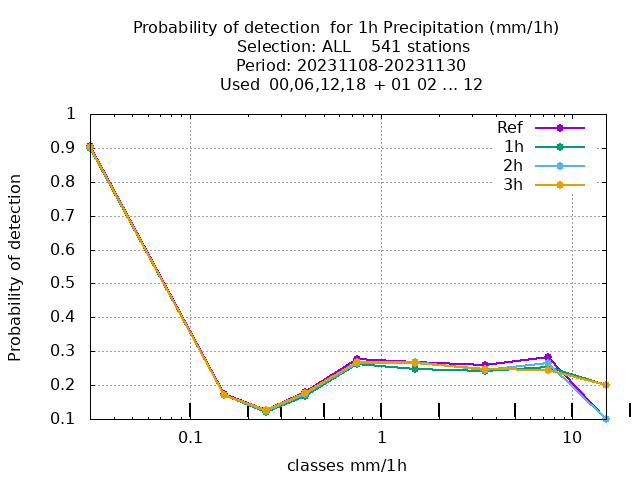 Probability of detection  for 1h Precipitation (mm/1h)
Selection: ALL    541 stations
Period: 20231108-20231130
Used  00,06,12,18  + 01 02 ... 12
Ref
1h
2h
3h
1
0.9
0.8
0.7
0.6
0.5
0.4
0.3
0.2
0.1
Probability of detection
0.1
1
10
classes mm/1h